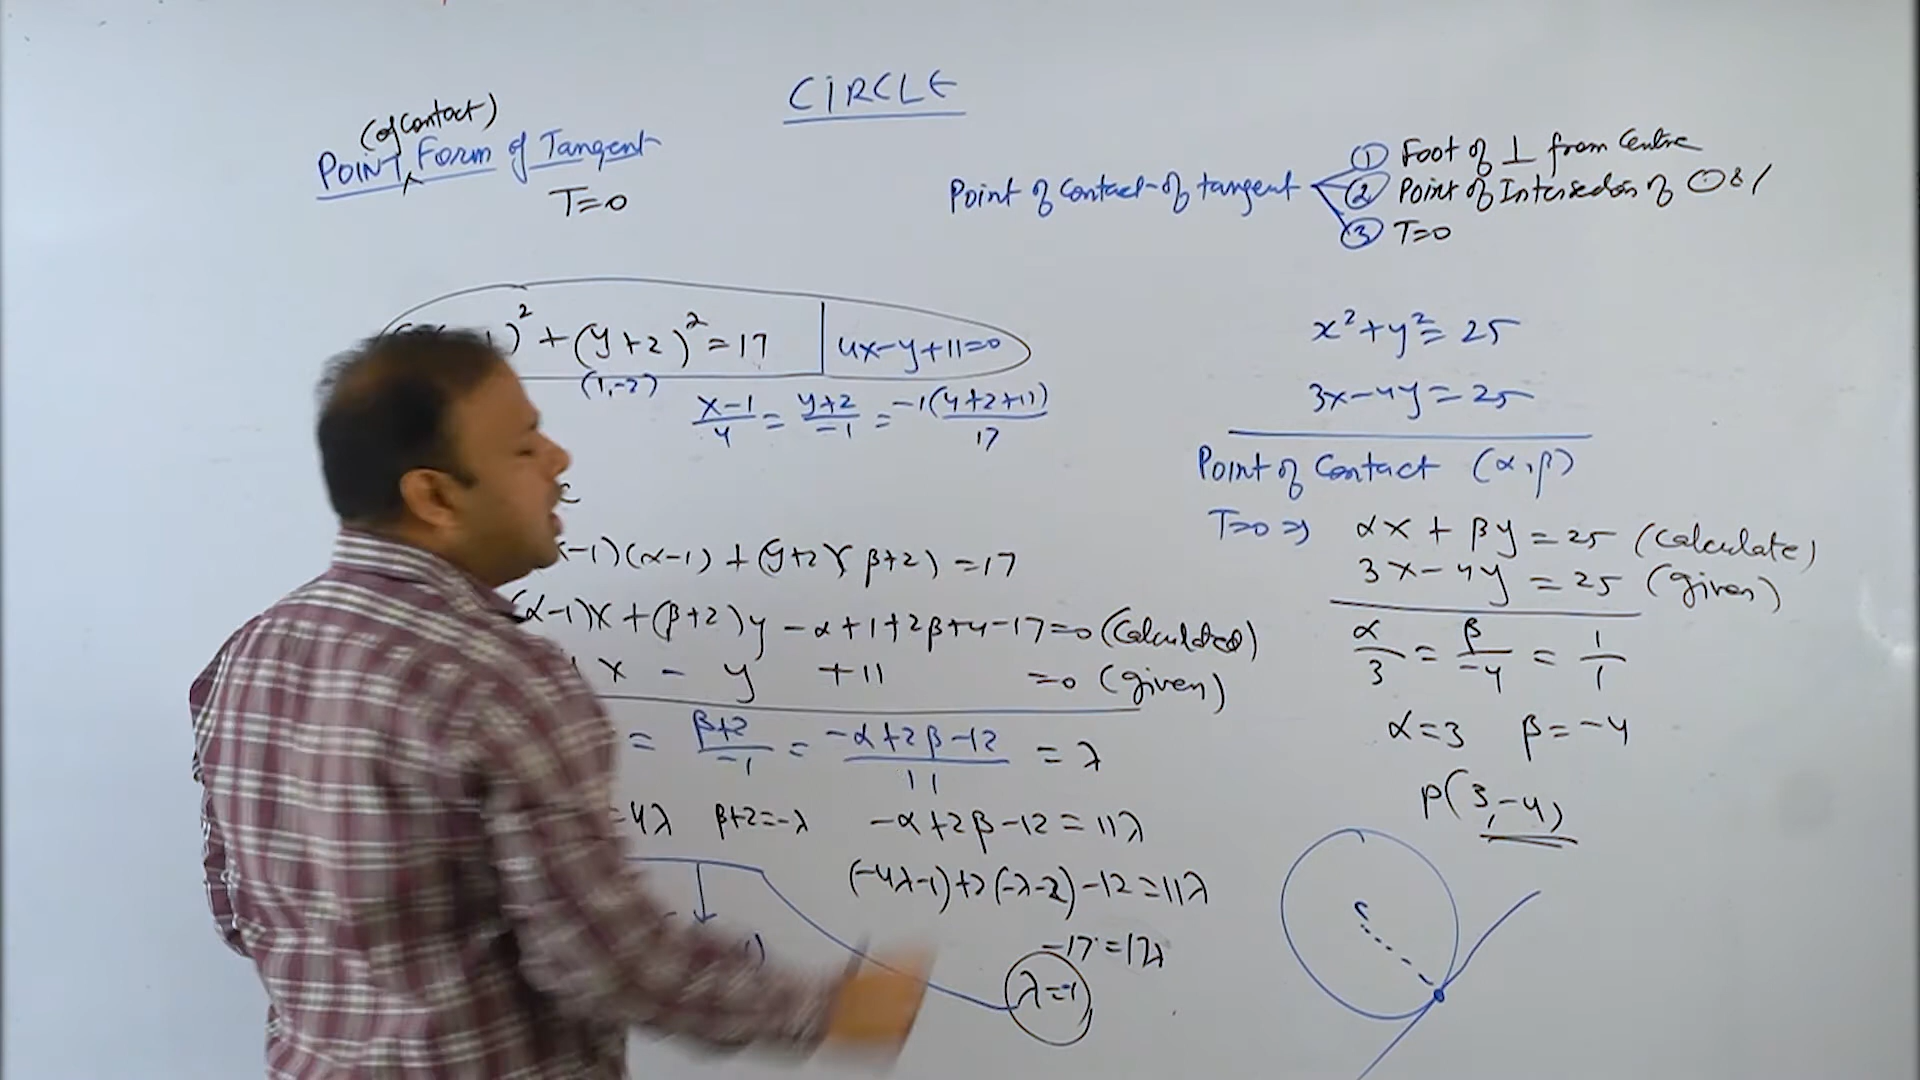 CIRCLE
(of Contact)
POINT ^ Form of Tangent
T=0
Point of Contact of tangent
① Foot of ⊥ from Centre
② Point of Intersection of ○ & /
③ T=0
)² + (y+2)² = 17 | 4x-y+11=0
(1,-2)
x-1/4 = y+2/-1 = -1(4+2+11)/17
-1)(α-1) + (y+2)(β+2) = 17
(α-1)x + (β+2)y - α+1+2β+4-17=0 (Calculated)
x - y +11 =0 (given)
= β+2/-1 = -α+2β-12/11 = λ
=4λ β+2=-λ -α+2β-12=11λ
(-4λ-1)+2(-λ-2)-12=11λ
-17=17λ
λ=-1
x²+y²=25
3x-4y=25
Point of Contact (α,β)
T=0 ⇒ αx + βy = 25 (Calculate)
3x-4y = 25 (given)
α/3 = β/-4 = 1/1
α=3 β=-4
P(3,-4)
C